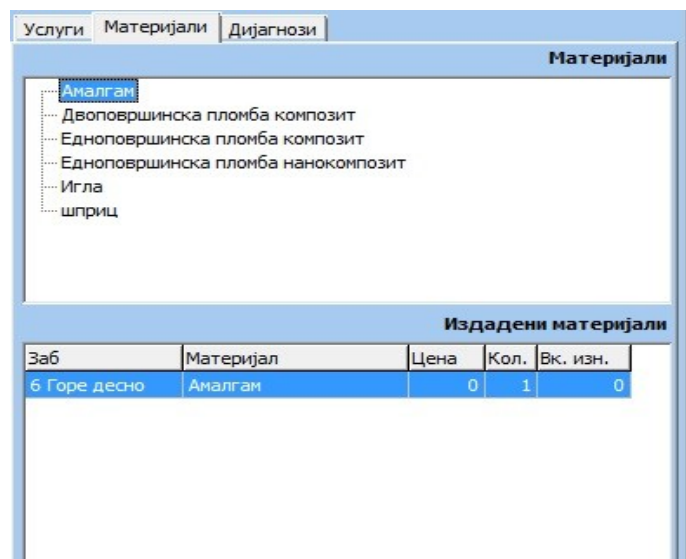 Услуги Материјали Дијагнози
Материјали
Амалгам
Двоповршинска пломба композит
Едноповршинска пломба композит
Едноповршинска пломба нанокомпозит
Игла
шприц
Издадени материјали
Заб Материјал Цена Кол. Вк. изн.
6 Горе десно Амалгам 0 1 0